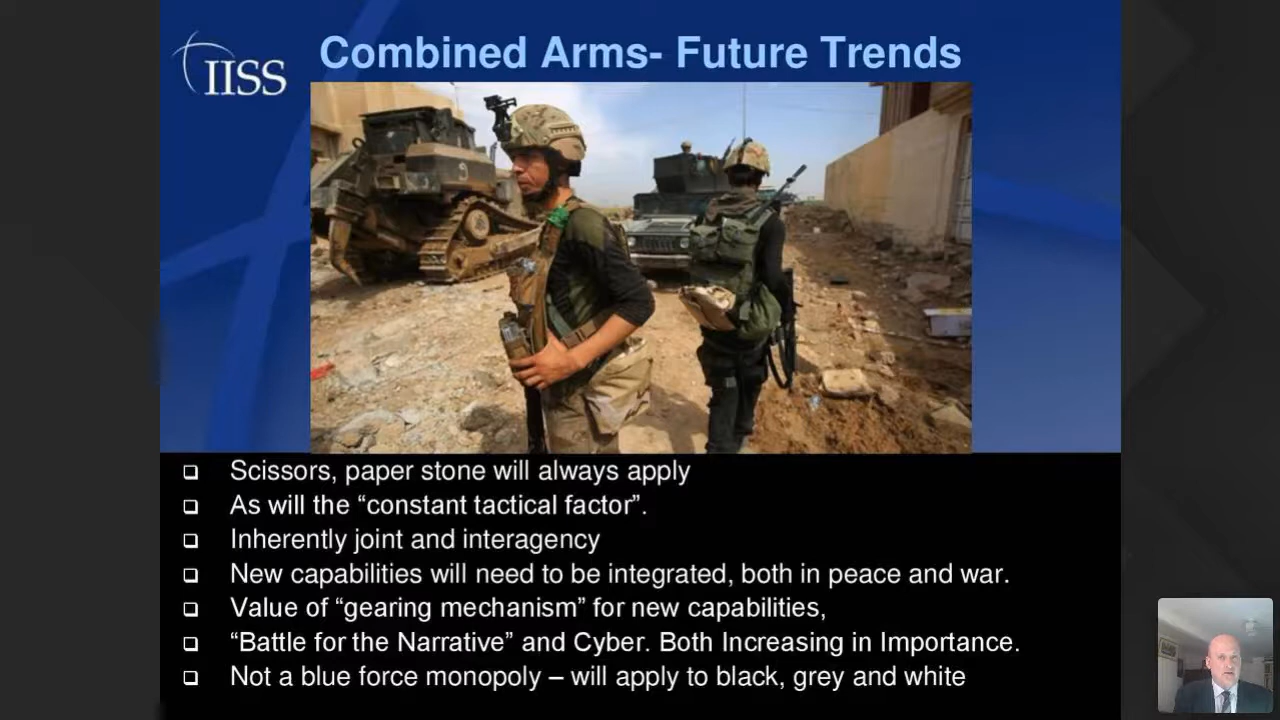 IISS
Combined Arms- Future Trends
Scissors, paper stone will always apply
As will the “constant tactical factor”.
Inherently joint and interagency
New capabilities will need to be integrated, both in peace and war.
Value of “gearing mechanism” for new capabilities,
“Battle for the Narrative” and Cyber. Both Increasing in Importance.
Not a blue force monopoly – will apply to black, grey and white